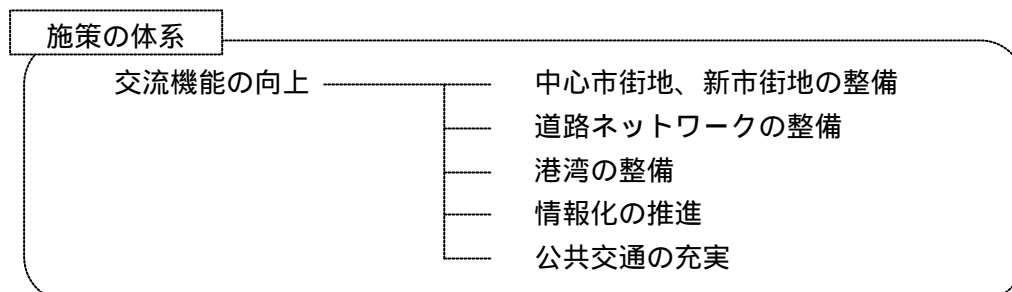 施策の体系
交流機能の向上
中心市街地、新市街地の整備
道路ネットワークの整備
港湾の整備
情報化の推進
公共交通の充実